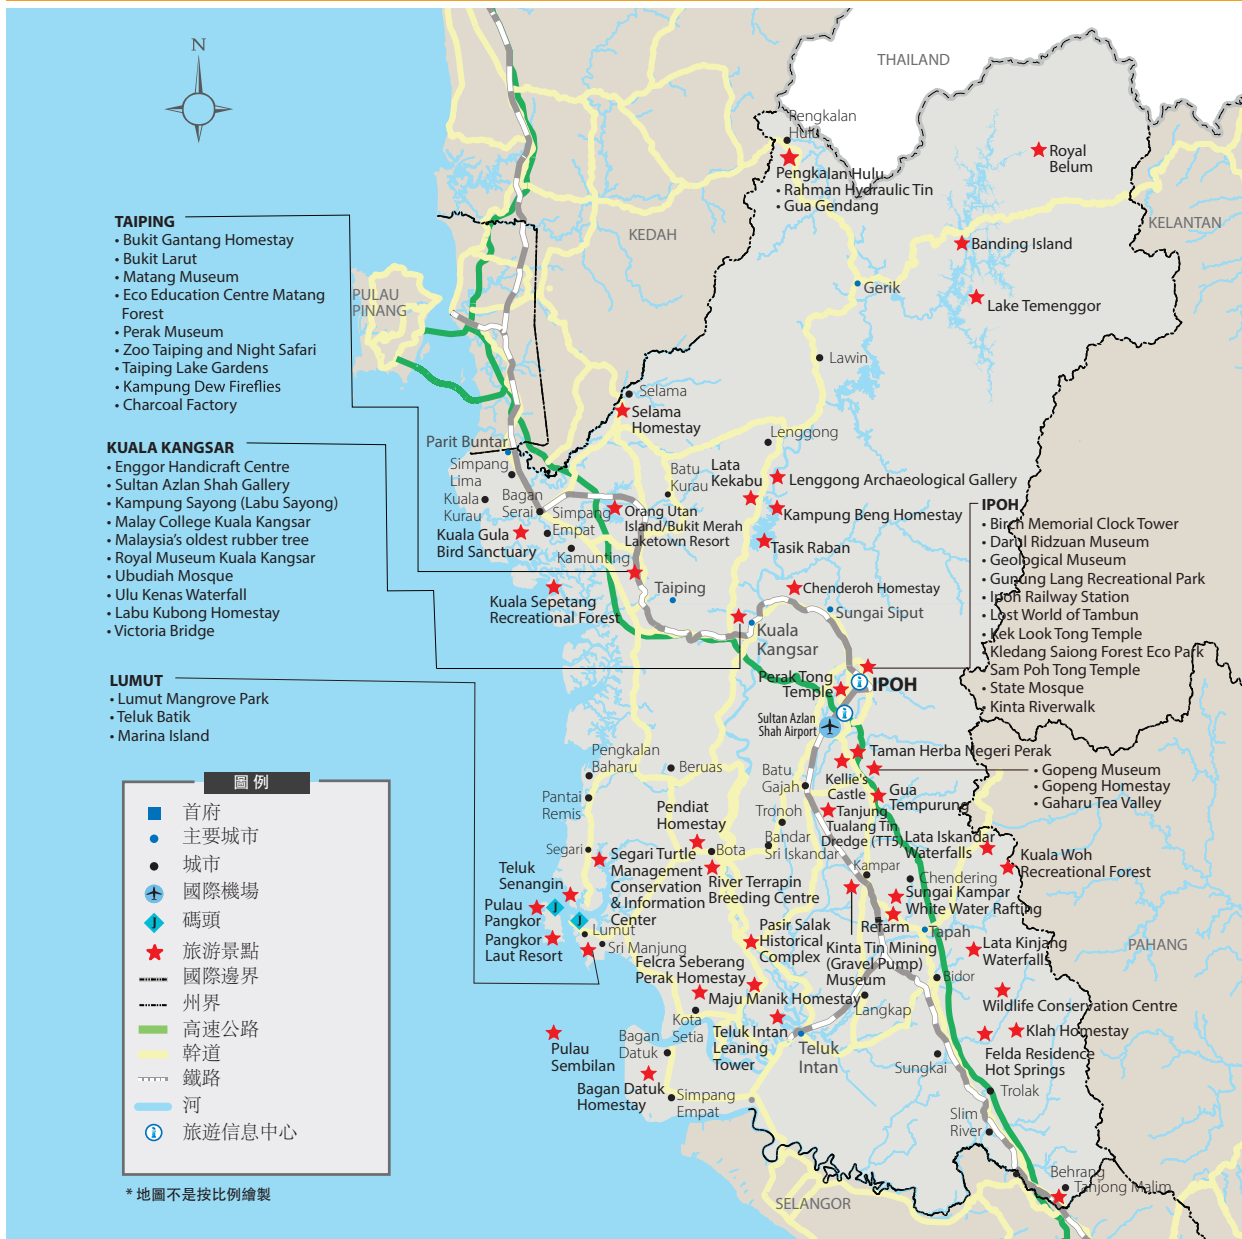 N
THAILAND
Pengkalan
Hulu
Pengkalan Hulu
• Rahman Hydraulic Tin
• Gua Gendang
Royal
Belum
KELANTAN
KEDAH
Banding Island
Gerik
Lake Temenggor
PULAU
PINANG
TAIPING
• Bukit Gantang Homestay
• Bukit Larut
• Matang Museum
• Eco Education Centre Matang
Forest
• Perak Museum
• Zoo Taiping and Night Safari
• Taiping Lake Gardens
• Kampung Dew Fireflies
• Charcoal Factory
Lawin
Selama
Selama
Homestay
Lenggong
Parit Buntar
Simpang
Lima
Kuala
Kurau
Bagan
Serai
Simpang
Empat
Batu
Kurau
Lata
Kekabu
Lenggong Archaeological Gallery
Kampung Beng Homestay
Orang Utan
Island/Bukit Merah
Laketown Resort
Kuala Gula
Bird Sanctuary
Kamunting
Tasik Raban
KUALA KANGSAR
• Enggor Handicraft Centre
• Sultan Azlan Shah Gallery
• Kampung Sayong (Labu Sayong)
• Malay College Kuala Kangsar
• Malaysia's oldest rubber tree
• Royal Museum Kuala Kangsar
• Ubudiah Mosque
• Ulu Kenas Waterfall
• Labu Kubong Homestay
• Victoria Bridge
IPOH
• Birch Memorial Clock Tower
• Darul Ridzuan Museum
• Geological Museum
• Gunung Lang Recreational Park
• Ipoh Railway Station
• Lost World of Tambun
• Kek Look Tong Temple
Kledang Saiong Forest Eco Park
Sam Poh Tong Temple
• State Mosque
• Kinta Riverwalk
Kuala Sepetang
Recreational Forest
Taiping
Chenderoh Homestay
Sungai Siput
Kuala
Kangsar
Perak Tong
Temple
IPOH
Sultan Azlan
Shah Airport
LUMUT
• Lumut Mangrove Park
• Teluk Batik
• Marina Island
Taman Herba Negeri Perak
• Gopeng Museum
• Gopeng Homestay
• Gaharu Tea Valley
Pengkalan
Baharu
Beruas
Batu
Gajah
Kellie's
Castle
Gua
Tempurung
Pantai
Remis
Pendiat
Homestay
Tronoh
Tanjung
Tualang Tin
Dredge (TT5)
Bandar
Sri Iskandar
Lata Iskandar
Waterfalls
Kuala Woh
Recreational Forest
Segari
Segari Turtle
Management
Conservation
& Information
Center
Bota
River Terrapin
Breeding Centre
Kampar
Chendering
Sungai Kampar
White Water Rafting
Teluk
Senangin
Pulau
Pangkor
Pangkor
Laut Resort
Lumut
Sri Manjung
Refarm
Tapah
PAHANG
Pasir Salak
Historical
Complex
Kinta Tin Mining
(Gravel Pump)
Museum
Lata Kinjang
Waterfalls
Felcra Seberang
Perak Homestay
Maju Manik Homestay
Bidor
Wildlife Conservation Centre
Langkap
Kota
Setia
Klah Homestay
Pulau
Sembilan
Bagan
Datuk
Teluk Intan
Leaning
Tower
Teluk
Intan
Felda Residence
Hot Springs
Sungkai
Bagan Datuk
Homestay
Simpang
Empat
Trolak
Slim
River
Behrang
Tanjong Malim
SELANGOR
圖例
首府
主要城市
城市
國際機場
J 碼頭
旅游景點
國際邊界
州界
高速公路
幹道
鐵路
河
i 旅遊信息中心
* 地圖不是按比例繪製